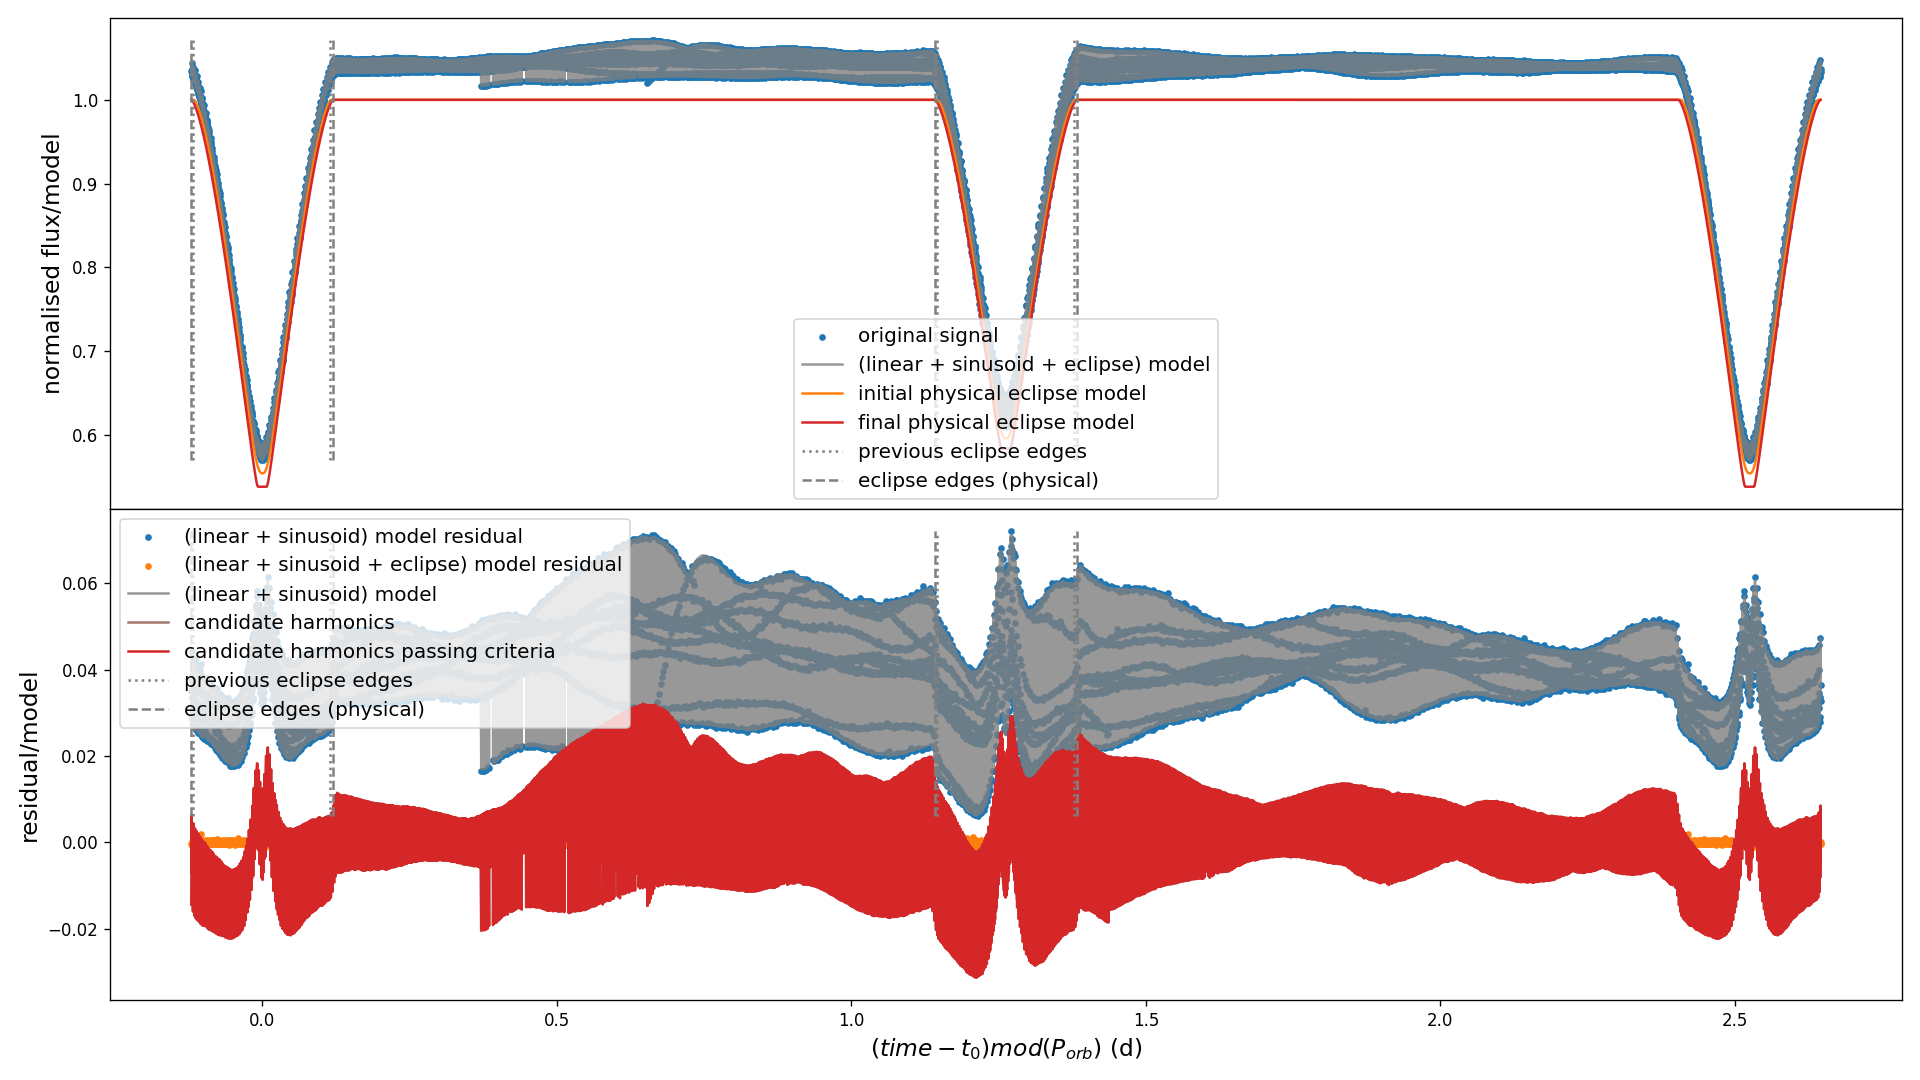 normalised flux/model
1.0
0.9
0.8
0.7
0.6
original signal
(linear + sinusoid + eclipse) model
initial physical eclipse model
final physical eclipse model
previous eclipse edges
eclipse edges (physical)
residual/model
0.06
0.04
0.02
0.00
−0.02
(linear + sinusoid) model residual
(linear + sinusoid + eclipse) model residual
(linear + sinusoid) model
candidate harmonics
candidate harmonics passing criteria
previous eclipse edges
eclipse edges (physical)
0.0 0.5 1.0 1.5 2.0 2.5
(time − t₀)mod(P_orb) (d)